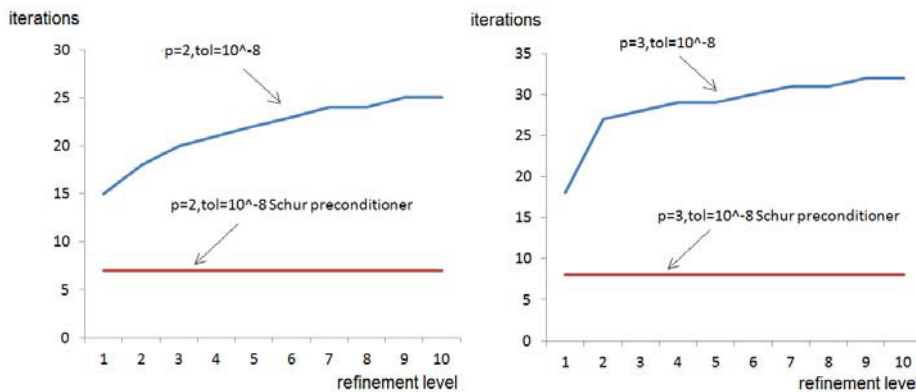 iterations
p=2,tol=10^-8
30
25
20
15
10
5
0
p=2,tol=10^-8 Schur preconditioner
1 2 3 4 5 6 7 8 9 10
refinement level
iterations
p=3,tol=10^-8
35
30
25
20
15
10
5
0
p=3,tol=10^-8 Schur preconditioner
1 2 3 4 5 6 7 8 9 10
refinement level